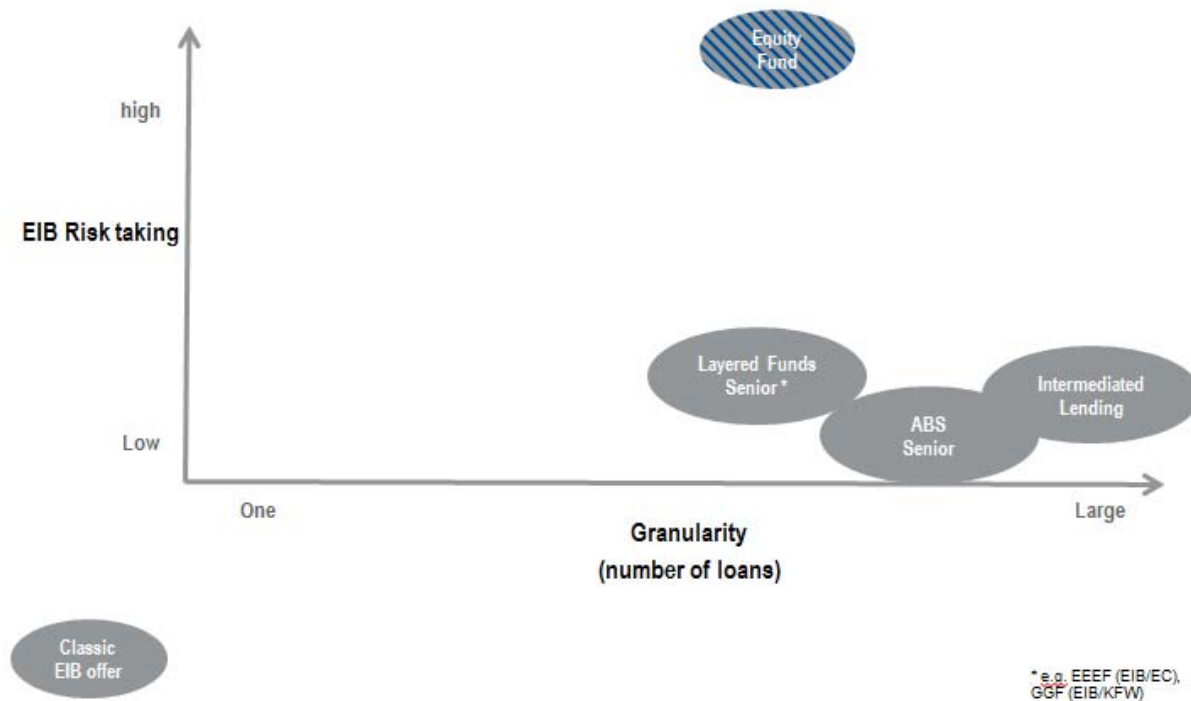 Equity
Fund
high
EIB Risk taking
Layered Funds
Senior *
Intermediated
Lending
ABS
Senior
Low
One
Large
Granularity
(number of loans)
Classic
EIB offer
* e.g. EEEF (EIB/EC),
GGF (EIB/KFW)